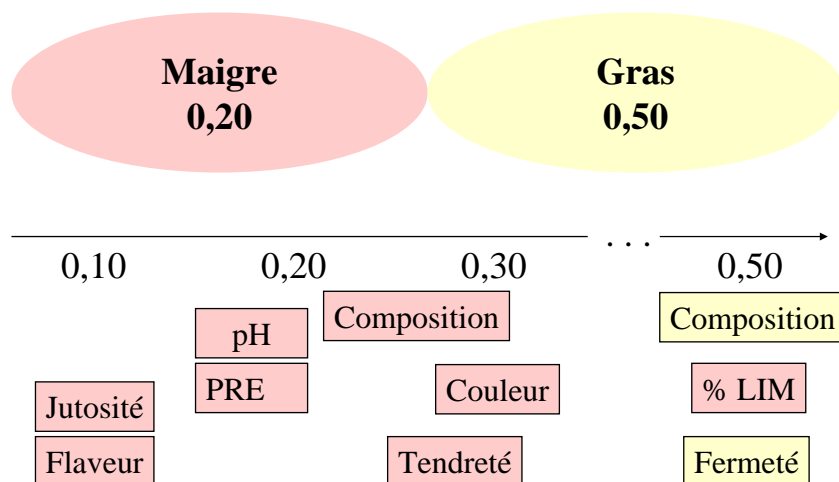 Maigre
0,20
Gras
0,50
. . .
0,10
0,20
0,30
0,50
pH
Composition
Composition
PRE
Couleur
% LIM
Jutosité
Flaveur
Tendreté
Fermeté